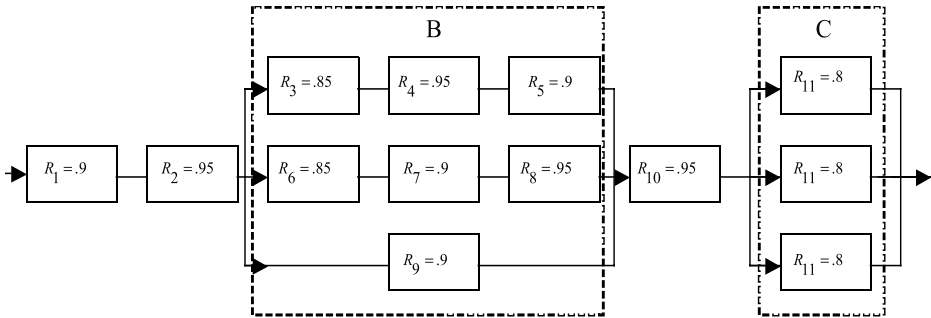 B
C
R3 = .85
R4 = .95
R5 = .9
R11 = .8
R1 = .9
R2 = .95
R6 = .85
R7 = .9
R8 = .95
R10 = .95
R11 = .8
R9 = .9
R11 = .8